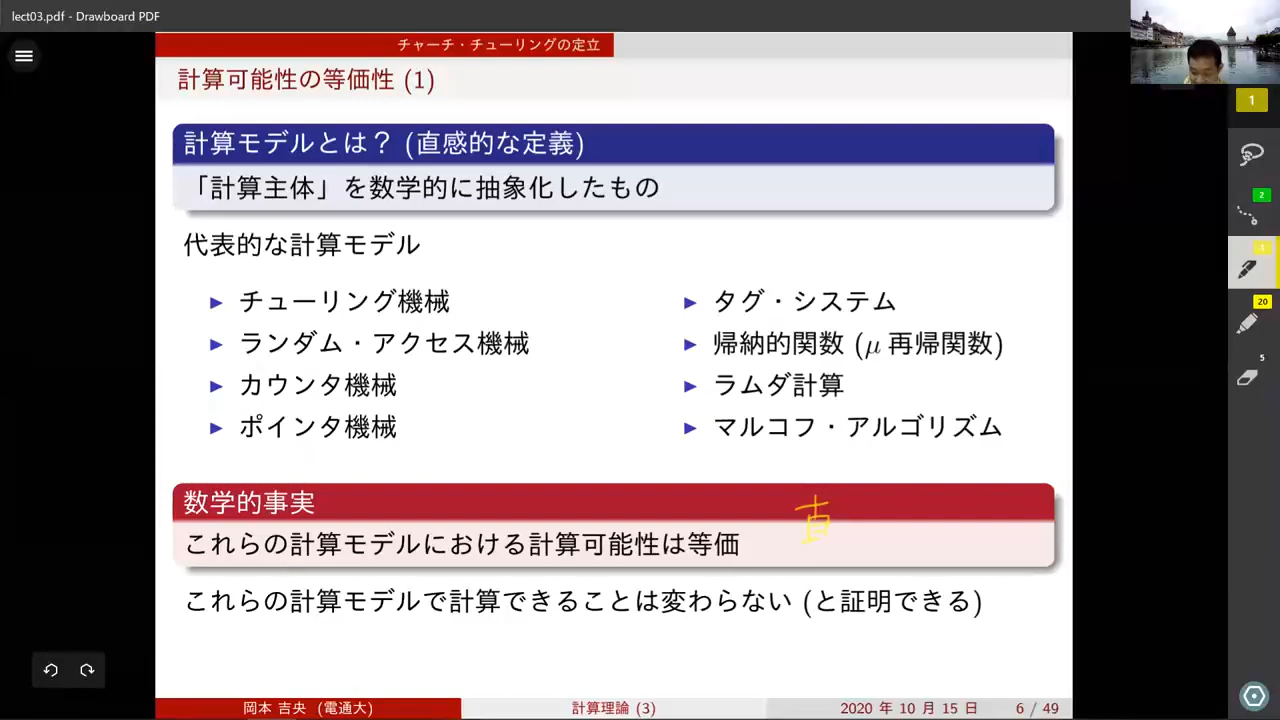 lect03.pdf - Drawboard PDF
チャーチ・チューリングの定立
計算可能性の等価性 (1)
計算モデルとは？ (直感的な定義)
「計算主体」を数学的に抽象化したもの
代表的な計算モデル
▶ チューリング機械
▶ ランダム・アクセス機械
▶ カウンタ機械
▶ ポインタ機械
▶ タグ・システム
▶ 帰納的関数 (μ 再帰関数)
▶ ラムダ計算
▶ マルコフ・アルゴリズム
数学的事実
これらの計算モデルにおける計算可能性は等価
これらの計算モデルで計算できることは変わらない (と証明できる)
岡本 吉央 (電通大)
計算理論 (3)
2020 年 10 月 15 日
6 / 49
1
2
4
20
5